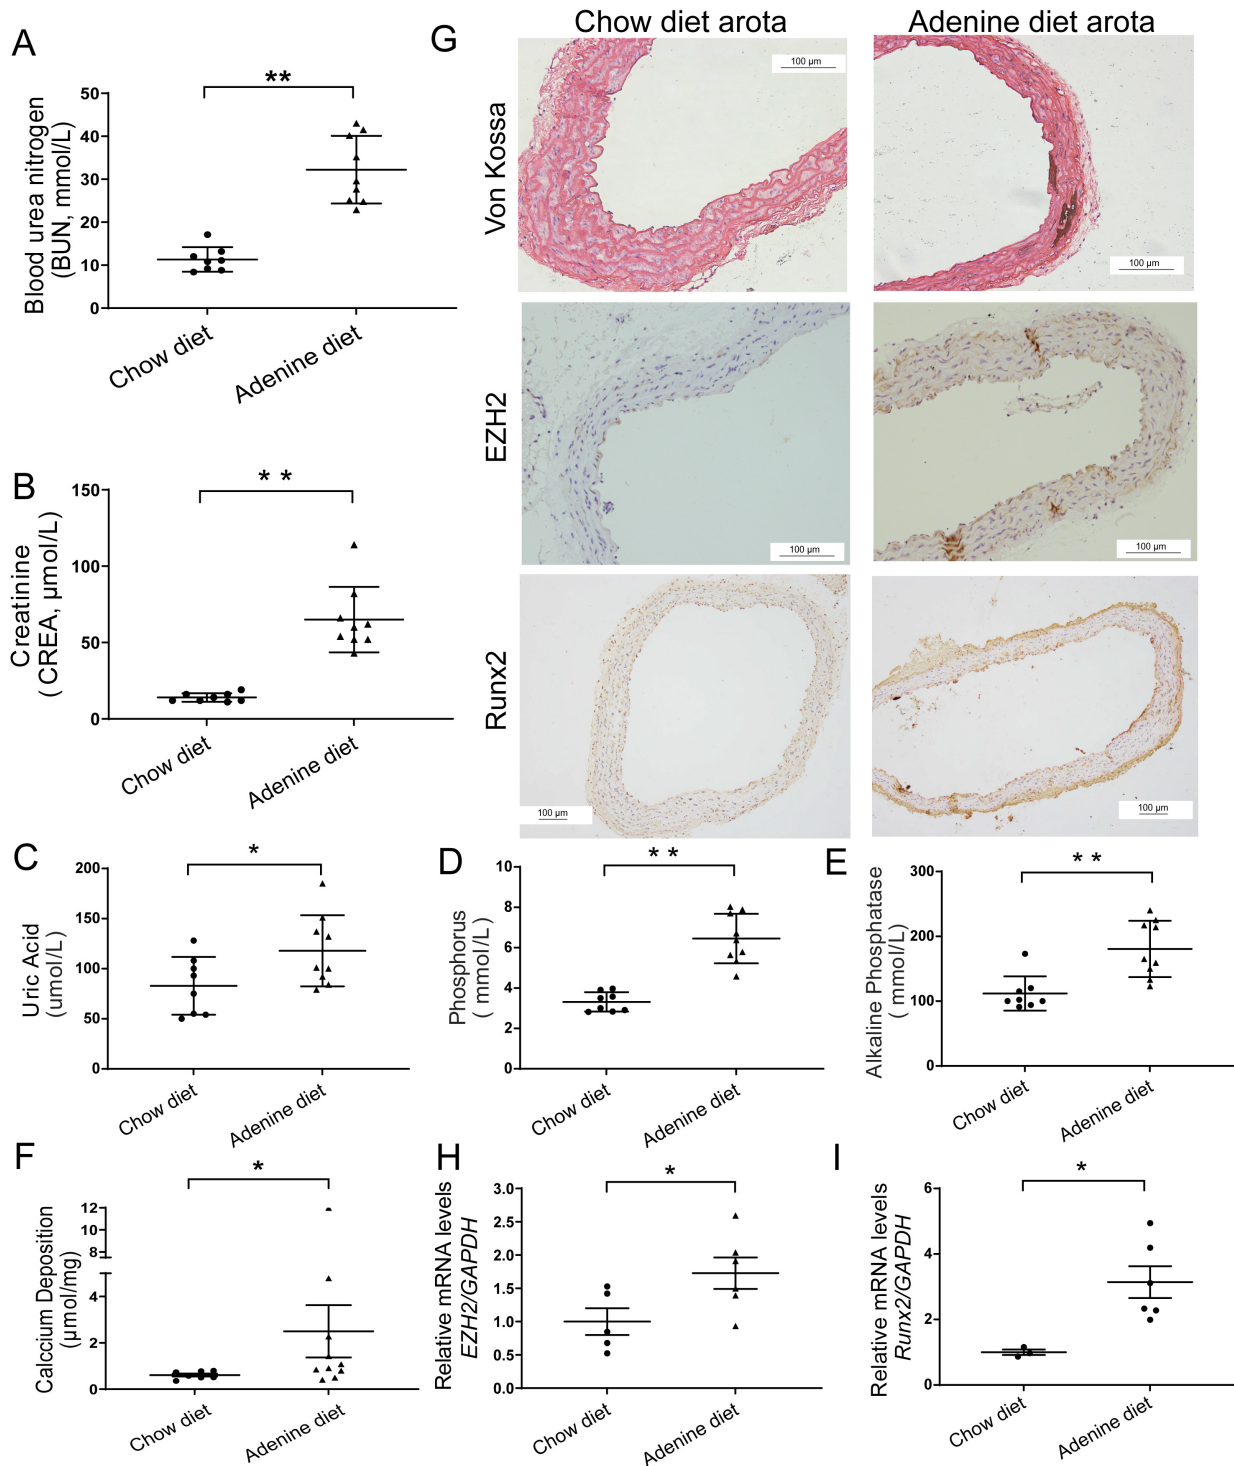 A
Blood urea nitrogen
(BUN, mmol/L)
50
40
30
20
10
0
**
Chow diet
Adenine diet
B
Creatinine
( CREA, μmol/L)
150
100
50
0
* *
Chow diet
Adenine diet
G
Chow diet arota
Adenine diet arota
Von Kossa
100 μm
100 μm
EZH2
100 μm
100 μm
Runx2
100 μm
100 μm
C
Uric Acid
(umol/L)
200
150
100
50
0
*
Chow diet
Adenine diet
D
Phosphorus
( mmol/L)
10
8
6
4
2
0
* *
Chow diet
Adenine diet
E
Alkaline Phosphatase
( mmol/L)
300
200
100
0
* *
Chow diet
Adenine diet
F
Calccium Deposition
(μmol/mg)
12
10
8
4
2
0
*
Chow diet
Adenine diet
H
Relative mRNA levels
EZH2/GAPDH
3.0
2.5
2.0
1.5
1.0
0.5
0.0
*
Chow diet
Adenine diet
I
Relative mRNA levels
Runx2/GAPDH
6
4
2
0
*
Chow diet
Adenine diet